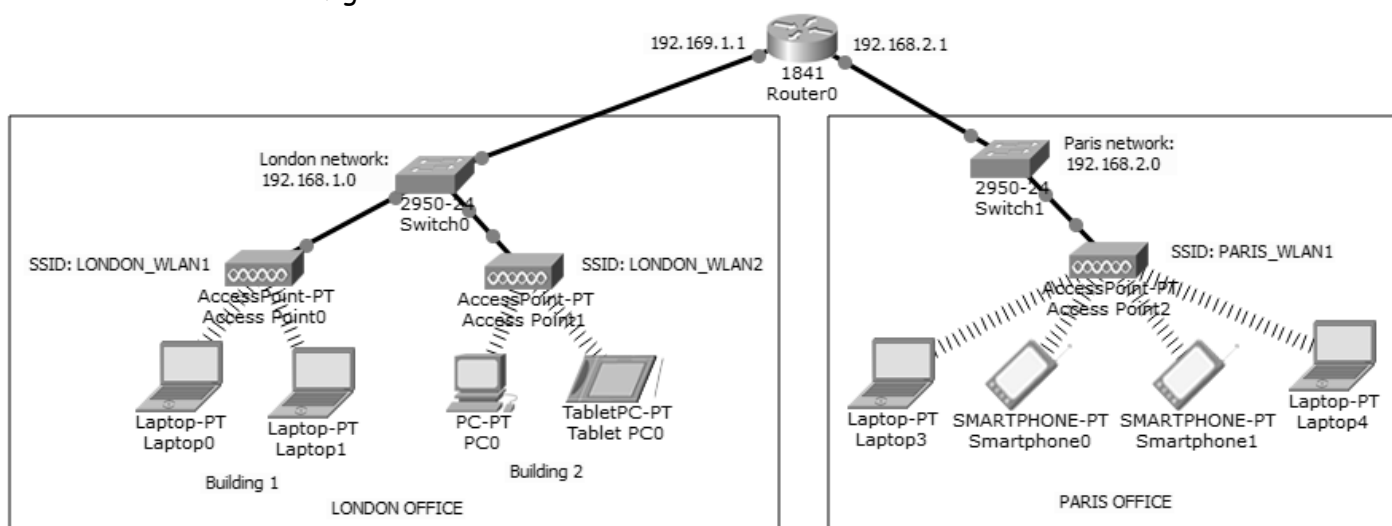 192.169.1.1
192.168.2.1
1841
Router0
London network:
192.168.1.0
2950-24
Switch0
Paris network:
192.168.2.0
2950-24
Switch1
SSID: LONDON_WLAN1
AccessPoint-PT
Access Point0
SSID: LONDON_WLAN2
AccessPoint-PT
Access Point1
SSID: PARIS_WLAN1
AccessPoint-PT
Access Point2
Laptop-PT
Laptop0
Laptop-PT
Laptop1
PC-PT
PC0
TabletPC-PT
Tablet PC0
Laptop-PT
Laptop3
SMARTPHONE-PT
Smartphone0
SMARTPHONE-PT
Smartphone1
Laptop-PT
Laptop4
Building 1
Building 2
LONDON OFFICE
PARIS OFFICE